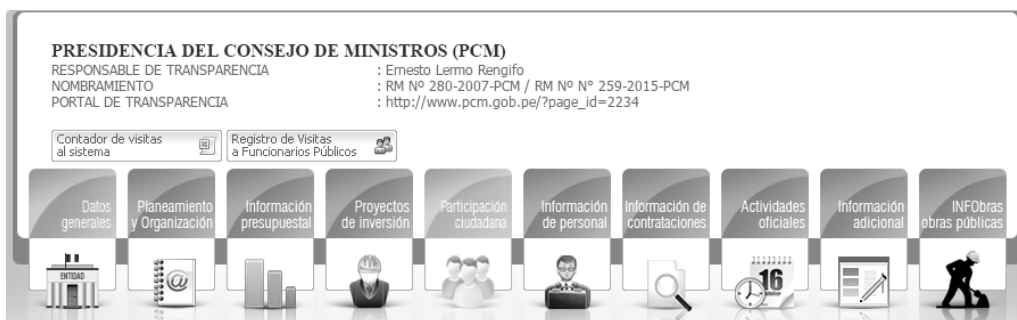 PRESIDENCIA DEL CONSEJO DE MINISTROS (PCM)
RESPONSABLE DE TRANSPARENCIA : Ernesto Lermo Rengifo
NOMBRAMIENTO : RM Nº 280-2007-PCM / RM Nº N° 259-2015-PCM
PORTAL DE TRANSPARENCIA : http://www.pcm.gob.pe/?page_id=2234
Contador de visitas
al sistema
Registro de Visitas
a Funcionarios Públicos
Datos
generales
Planeamiento
y Organización
Información
presupuestal
Proyectos
de inversión
Participación
ciudadana
Información
de personal
Información de
contrataciones
Actividades
oficiales
Información
adicional
INFObras
obras públicas
ENTIDAD
@
16